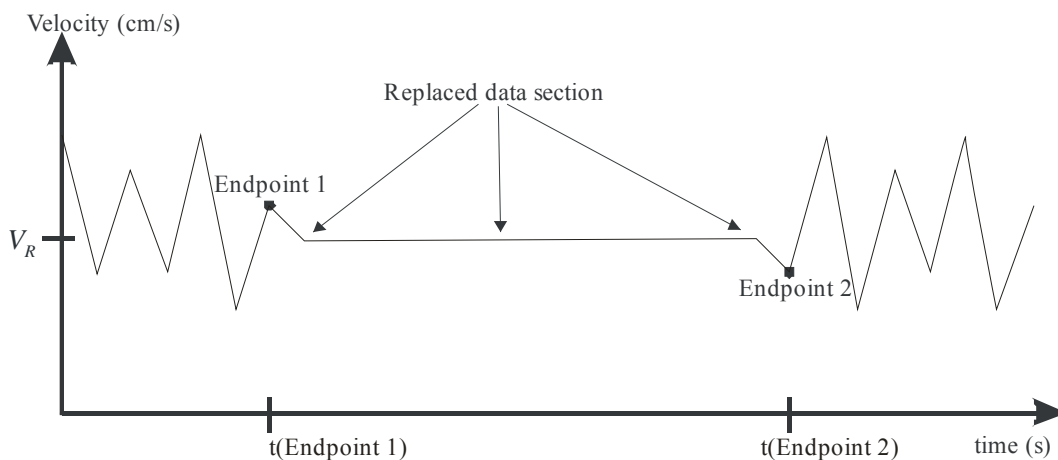 Velocity (cm/s)
Replaced data section
Endpoint 1
V_R
Endpoint 2
t(Endpoint 1)
t(Endpoint 2)
time (s)